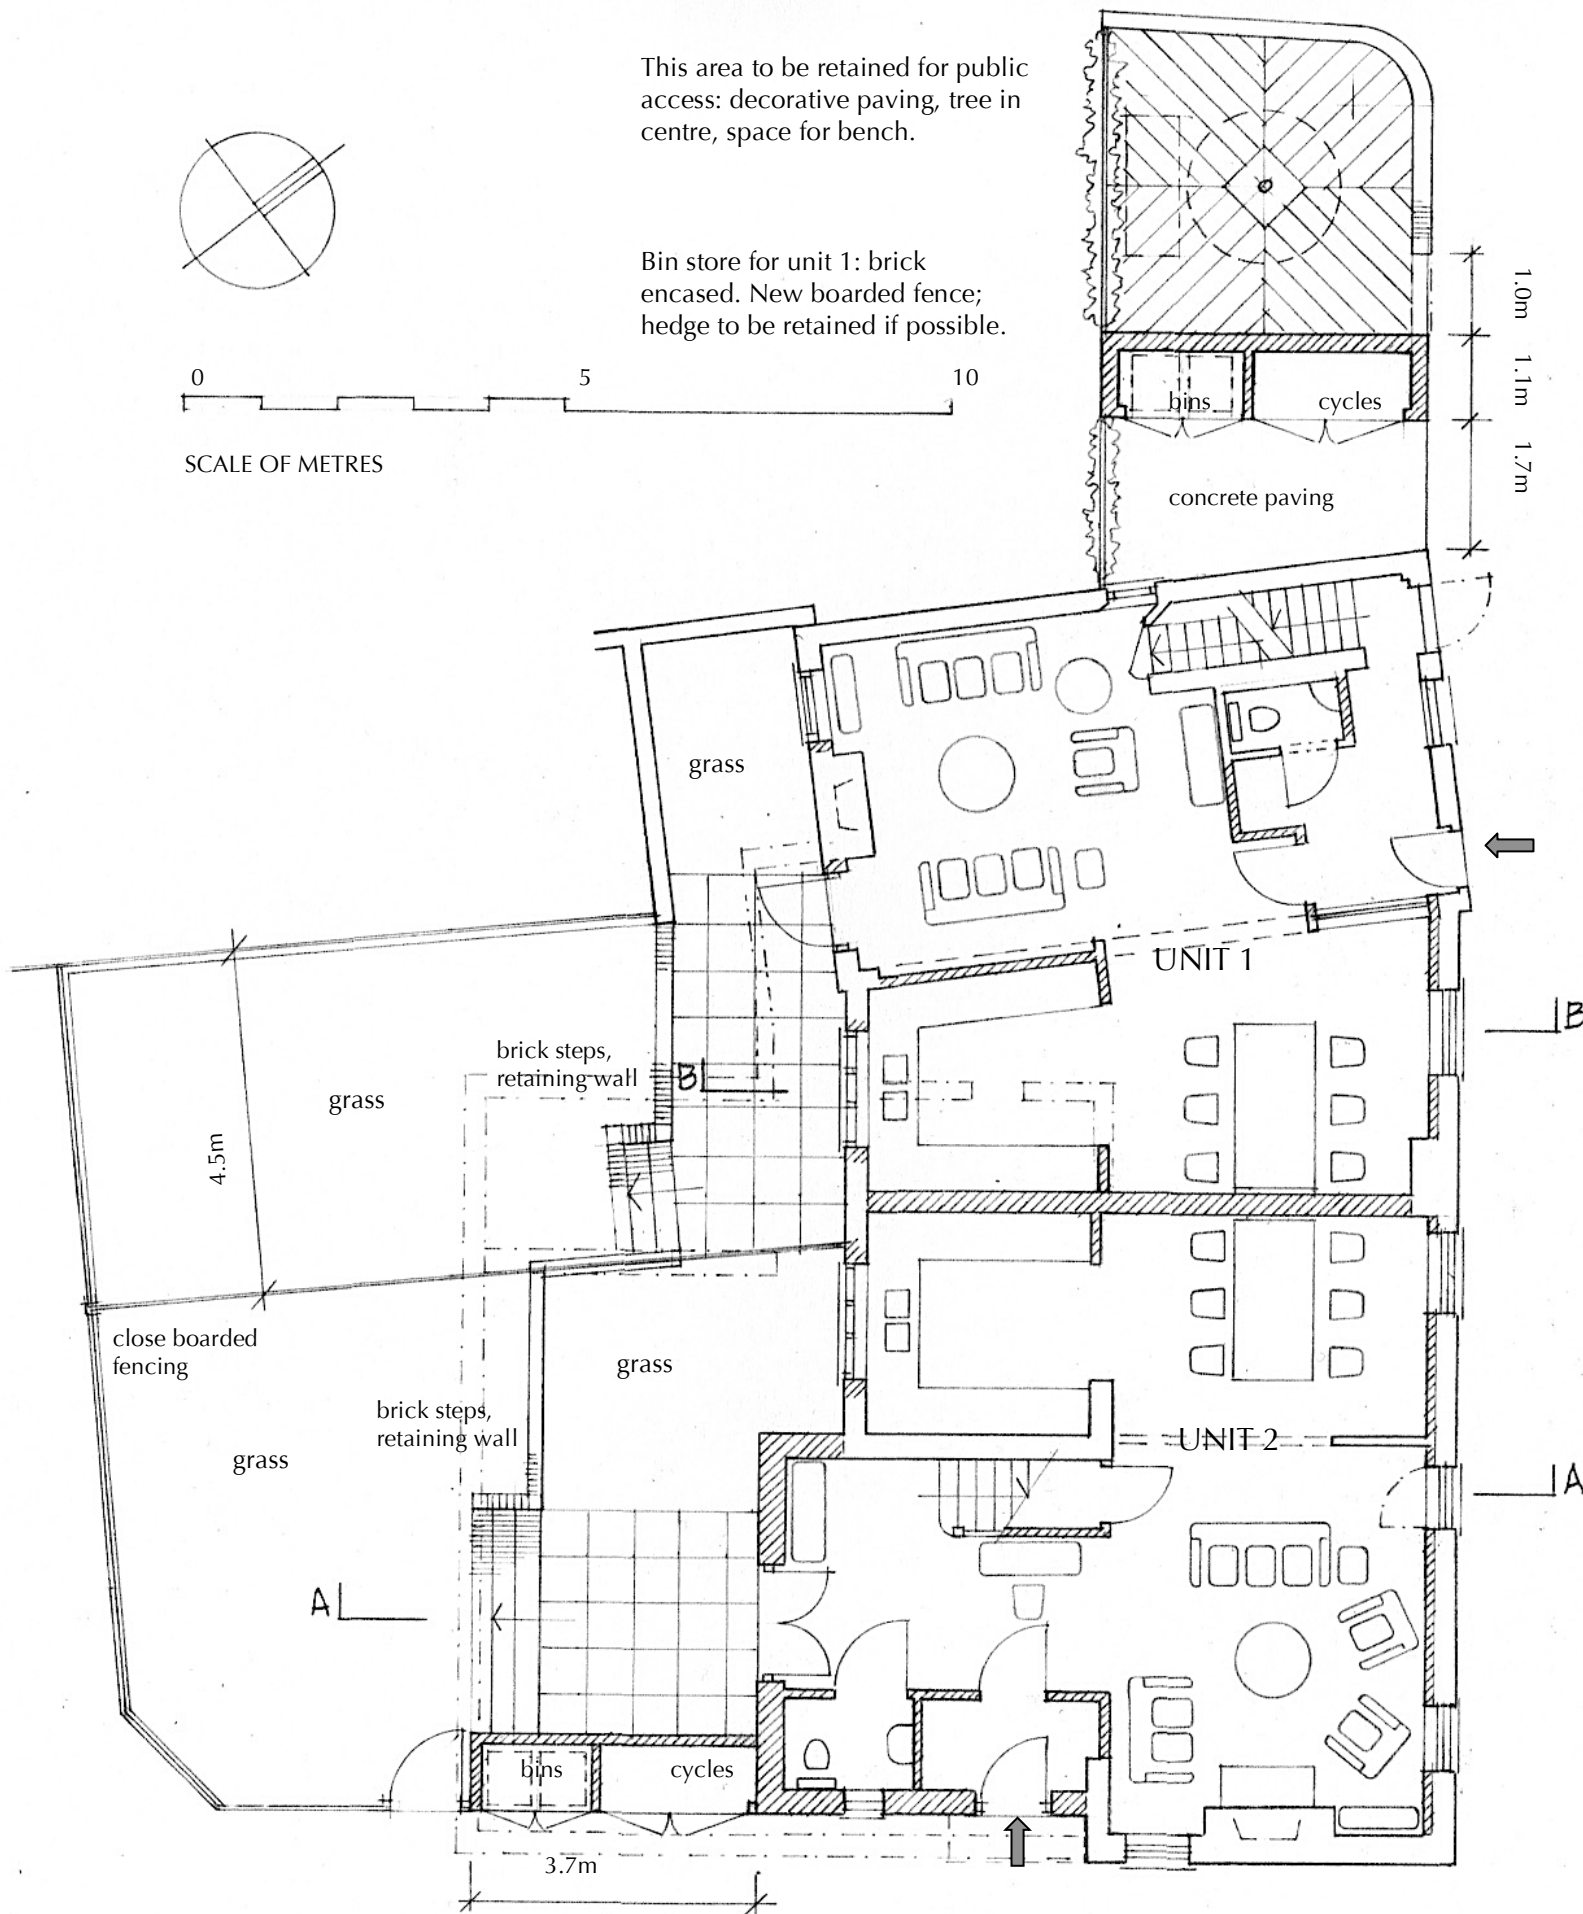 This area to be retained for public
access: decorative paving, tree in
centre, space for bench.
Bin store for unit 1: brick
encased. New boarded fence;
hedge to be retained if possible.
0 5 10
SCALE OF METRES
1.0m
1.1m
1.7m
bins cycles
concrete paving
grass
UNIT 1
B
brick steps,
retaining wall
B
grass
4.5m
close boarded
fencing
grass
brick steps,
retaining wall
UNIT 2
grass
A
A
bins cycles
3.7m